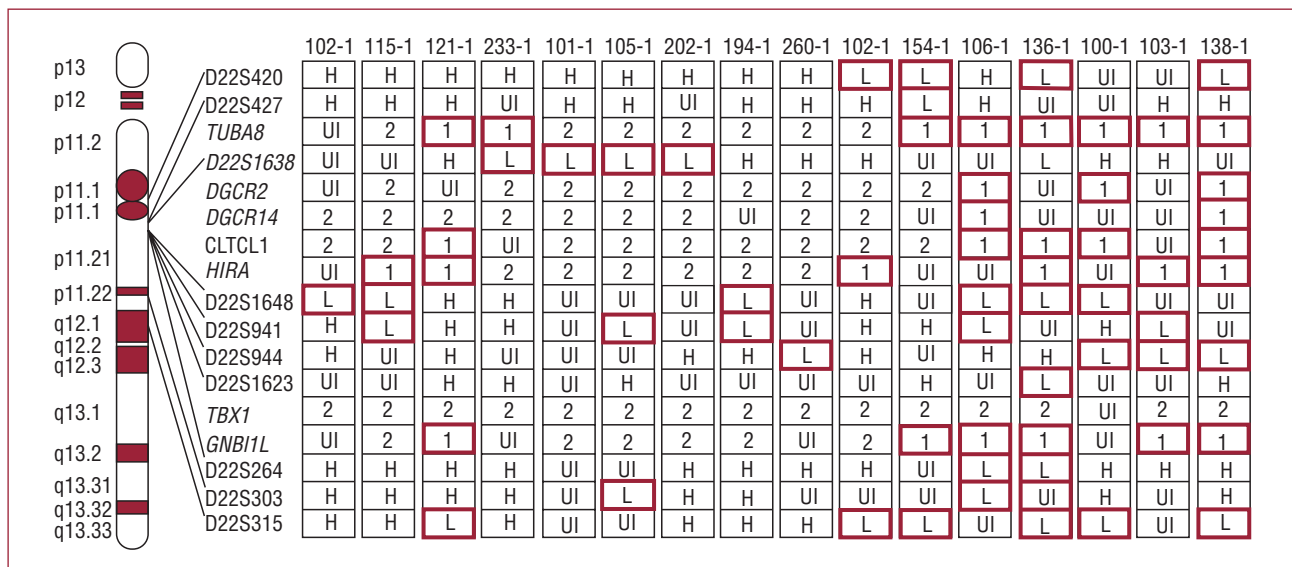 102-1 115-1 121-1 233-1 101-1 105-1 202-1 194-1 260-1 102-1 154-1 106-1 136-1 100-1 103-1 138-1
p13
p12
p11.2
p11.1
p11.1
p11.21
p11.22
q12.1
q12.2
q12.3
q13.1
q13.2
q13.31
q13.32
q13.33
D22S420 H H H H H H H H H L L H L UI UI L
D22S427 H H H UI H H UI H H H L H UI UI H H
TUBA8 UI 2 1 1 2 2 2 2 2 2 1 1 1 1 1 1
D22S1638 UI UI H L L L L H H H UI UI L H H UI
DGCR2 UI 2 UI 2 2 2 2 2 2 2 2 1 UI 1 UI 1
DGCR14 2 2 2 2 2 2 2 UI 2 2 UI 1 UI UI UI 1
CLTCL1 2 2 1 UI 2 2 2 2 2 2 2 1 1 1 UI 1
HIRA UI 1 1 2 2 2 2 2 2 1 UI UI 1 UI 1 1
D22S1648 L L H H UI UI UI L UI H UI L L L UI UI
D22S941 H L H H UI L UI L UI H H L UI H L UI
D22S944 H UI H UI UI UI H H L H UI H H L L L
D22S1623 UI UI H H UI H UI UI UI UI H UI L UI UI H
TBX1 2 2 2 2 2 2 2 2 2 2 2 2 2 UI 2 2
GNBI1L UI 2 1 UI 2 2 2 2 UI 2 1 1 1 UI 1 1
D22S264 H H H H UI UI H H H H UI L L H H H
D22S303 H H H H UI L H H UI UI UI L UI H UI H
D22S315 H H L H UI UI H H H L L UI L L UI L